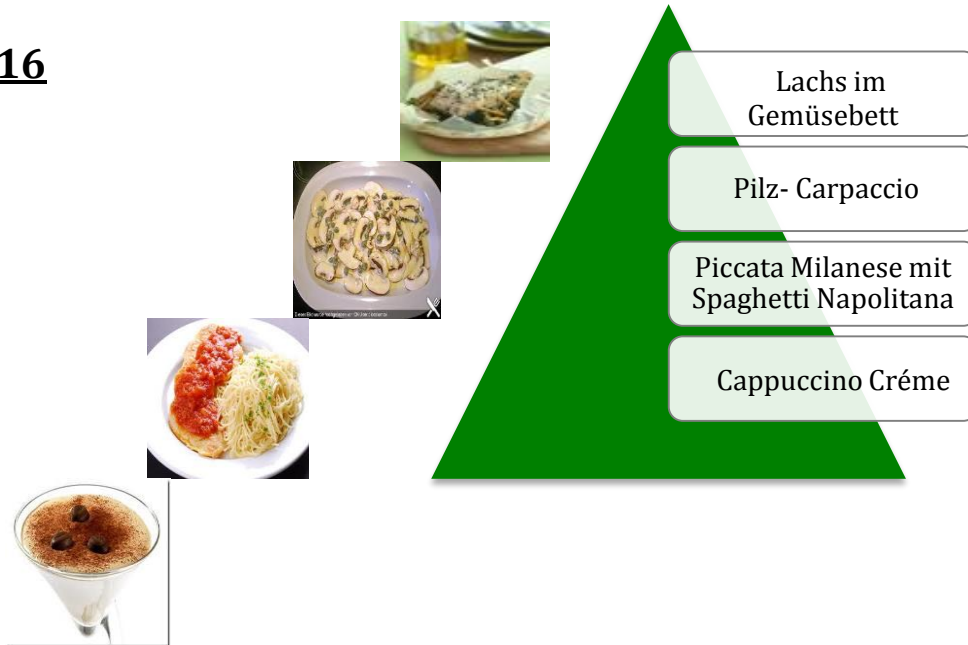 16
Lachs im
Gemüsebett
Pilz- Carpaccio
Piccata Milanese mit
Spaghetti Napolitana
Cappuccino Créme